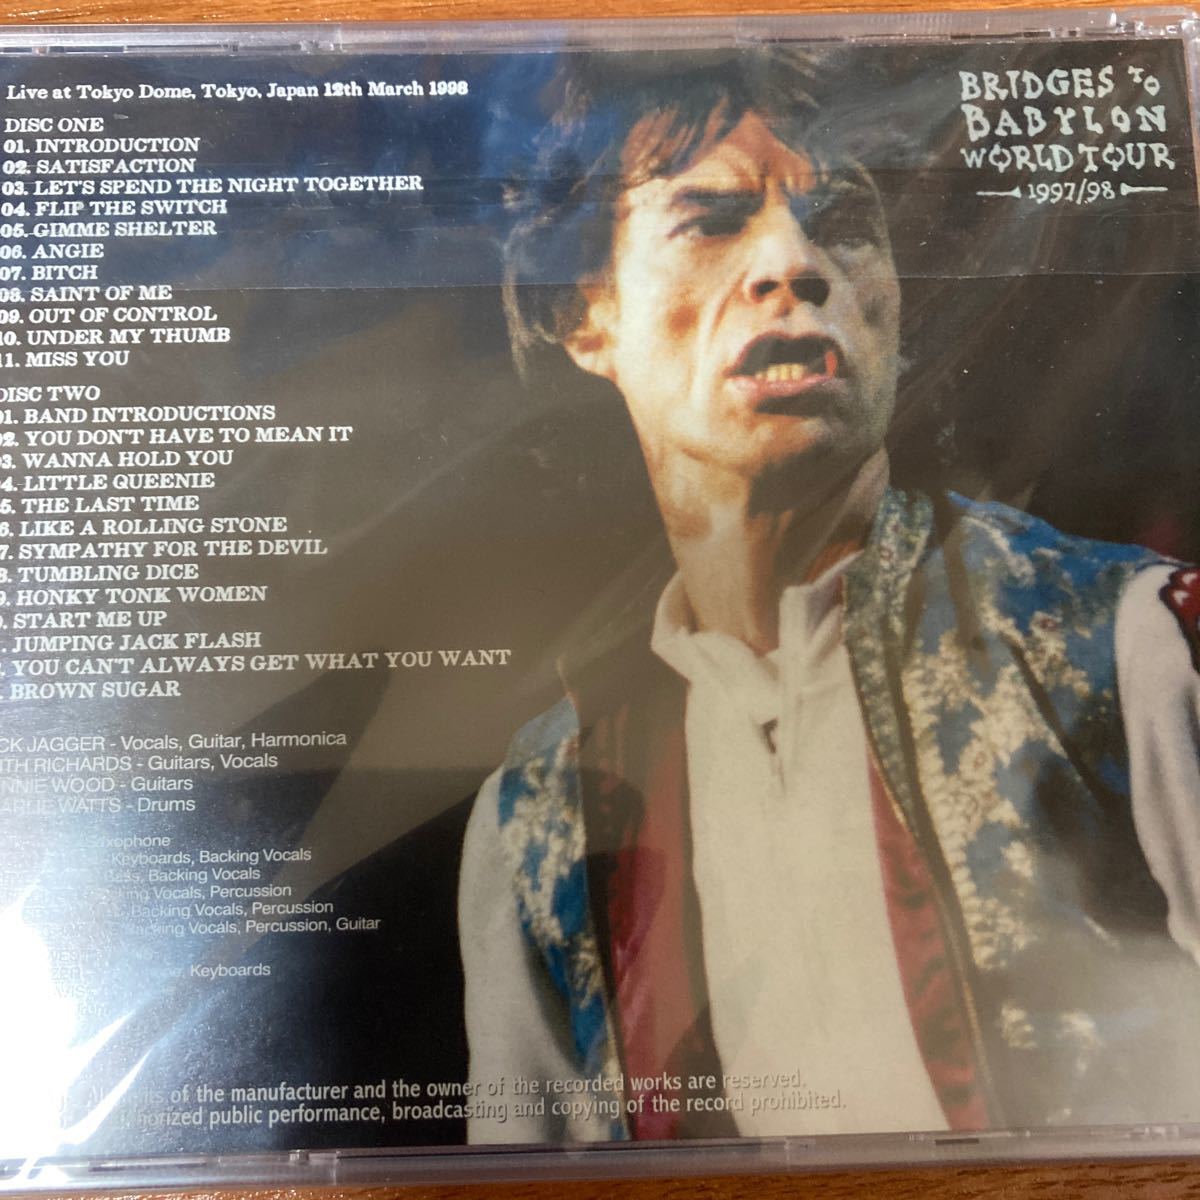 Live at Tokyo Dome, Tokyo, Japan 12th March 1998
BRIDGES TO
BABYLON
WORLD TOUR
1997/98
DISC ONE
01. INTRODUCTION
02. SATISFACTION
03. LET'S SPEND THE NIGHT TOGETHER
04. FLIP THE SWITCH
05. GIMME SHELTER
06. ANGIE
07. BITCH
08. SAINT OF ME
09. OUT OF CONTROL
10. UNDER MY THUMB
11. MISS YOU
DISC TWO
01. BAND INTRODUCTIONS
02. YOU DON'T HAVE TO MEAN IT
3. WANNA HOLD YOU
4. LITTLE QUEENIE
5. THE LAST TIME
6. LIKE A ROLLING STONE
7. SYMPATHY FOR THE DEVIL
8. TUMBLING DICE
9. HONKY TONK WOMEN
. START ME UP
. JUMPING JACK FLASH
. YOU CAN'T ALWAYS GET WHAT YOU WANT
. BROWN SUGAR
CK JAGGER - Vocals, Guitar, Harmonica
ITH RICHARDS - Guitars, Vocals
NNIE WOOD - Guitars
ARLIE WATTS - Drums
Saxophone
Keyboards, Backing Vocals
Bass, Backing Vocals
Backing Vocals, Percussion
Backing Vocals, Percussion
Backing Vocals, Percussion, Guitar
Keyboards
of the manufacturer and the owner of the recorded works are reserved.
horized public performance, broadcasting and copying of the record prohibited.